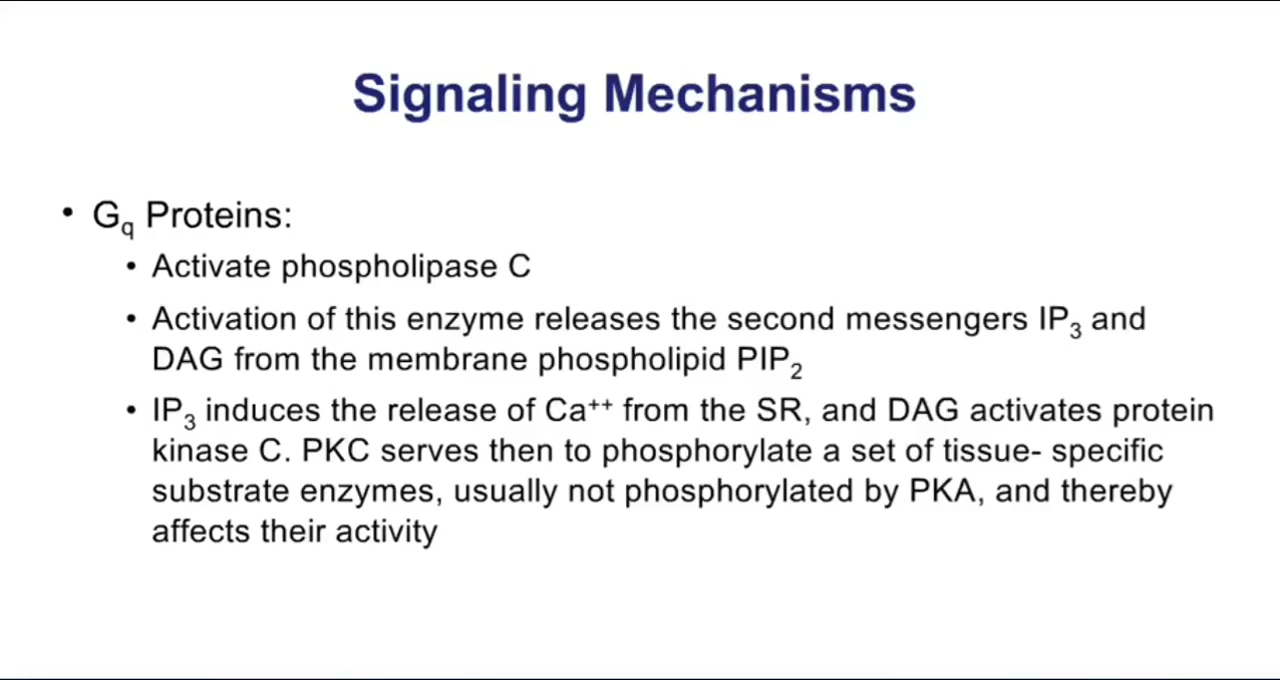 Signaling Mechanisms
• G_q Proteins:
• Activate phospholipase C
• Activation of this enzyme releases the second messengers IP₃ and
DAG from the membrane phospholipid PIP₂
• IP₃ induces the release of Ca⁺⁺ from the SR, and DAG activates protein
kinase C. PKC serves then to phosphorylate a set of tissue- specific
substrate enzymes, usually not phosphorylated by PKA, and thereby
affects their activity